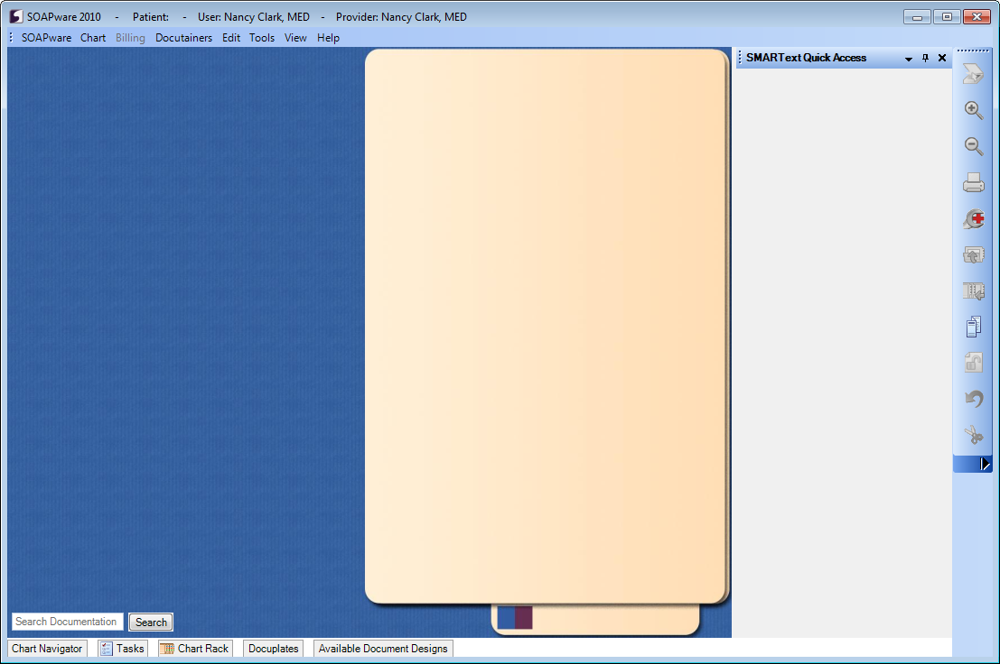 SOAPware 2010 - Patient: - User: Nancy Clark, MED - Provider: Nancy Clark, MED
SOAPware Chart Billing Docutainers Edit Tools View Help
SMARText Quick Access
Search Documentation Search
Chart Navigator Tasks Chart Rack Docuplates Available Document Designs